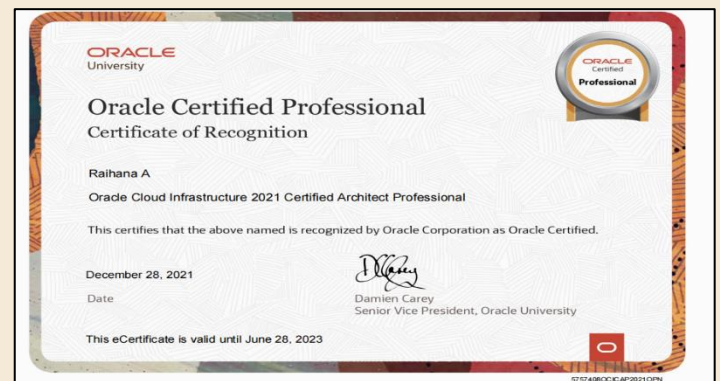 ORACLE
University
ORACLE
Certified
Professional
Oracle Certified Professional
Certificate of Recognition
Raihana A
Oracle Cloud Infrastructure 2021 Certified Architect Professional
This certifies that the above named is recognized by Oracle Corporation as Oracle Certified.
December 28, 2021
Date
DCarey
Damien Carey
Senior Vice President, Oracle University
This eCertificate is valid until June 28, 2023
5757408OCICAP2021OPN